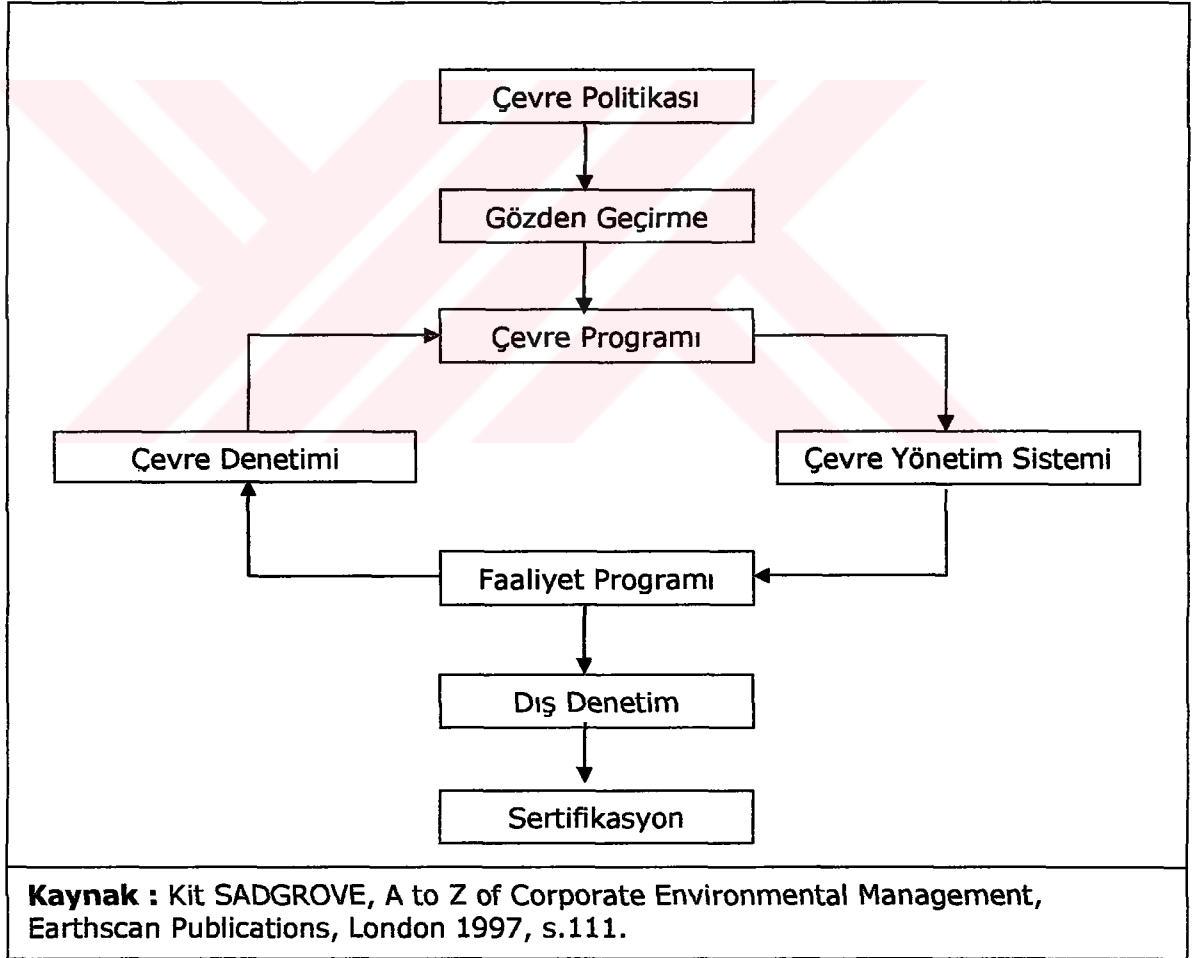 Çevre Politikası
Gözden Geçirme
Çevre Programı
Çevre Denetimi
Çevre Yönetim Sistemi
Faaliyet Programı
Dış Denetim
Sertifikasyon
Kaynak : Kit SADGROVE, A to Z of Corporate Environmental Management,
Earthscan Publications, London 1997, s.111.